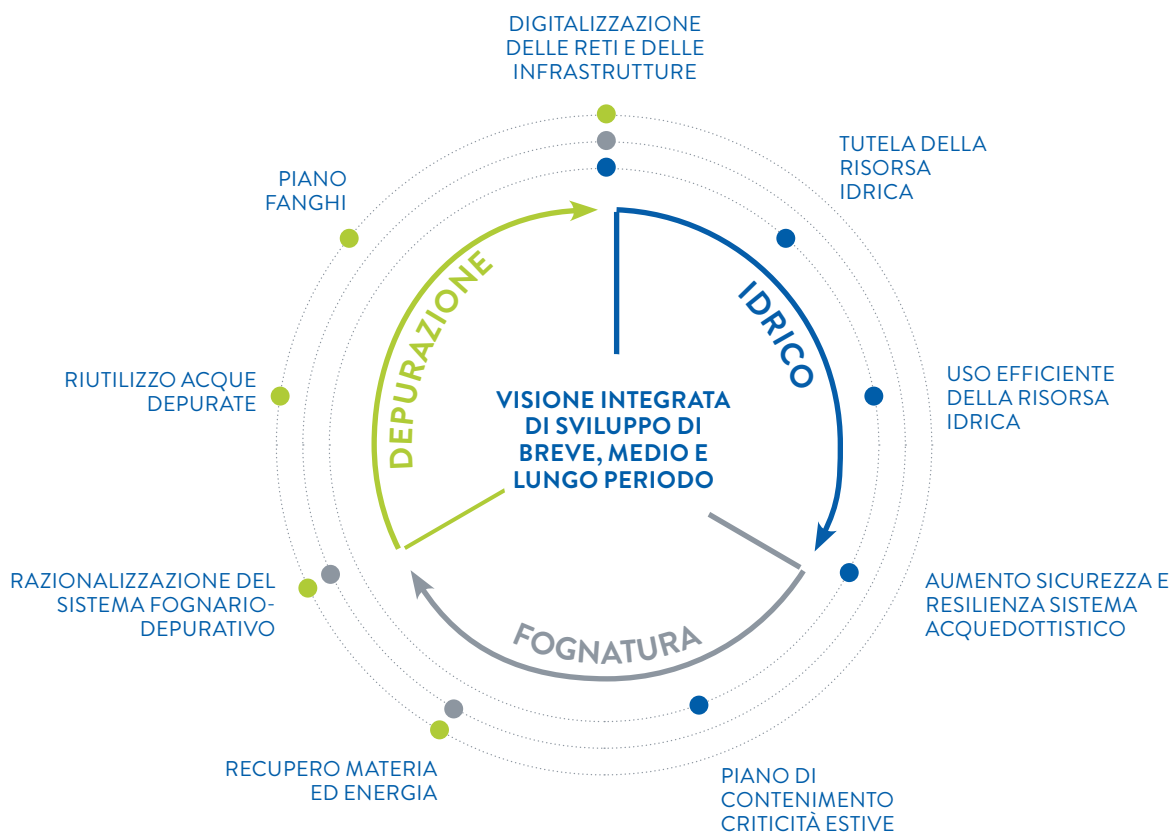 DIGITALIZZAZIONE
DELLE RETI E DELLE
INFRASTRUTTURE
TUTELA DELLA
RISORSA
IDRICA
PIANO
FANGHI
DEPURAZIONE
IDRICO
RIUTILIZZO ACQUE
DEPURATE
VISIONE INTEGRATA
DI SVILUPPO DI
BREVE, MEDIO E
LUNGO PERIODO
USO EFFICIENTE
DELLA RISORSA
IDRICA
RAZIONALIZZAZIONE DEL
SISTEMA FOGNARIO-
DEPURATIVO
FOGNATURA
AUMENTO SICUREZZA E
RESILIENZA SISTEMA
ACQUEDOTTISTICO
RECUPERO MATERIA
ED ENERGIA
PIANO DI
CONTENIMENTO
CRITICITÀ ESTIVE